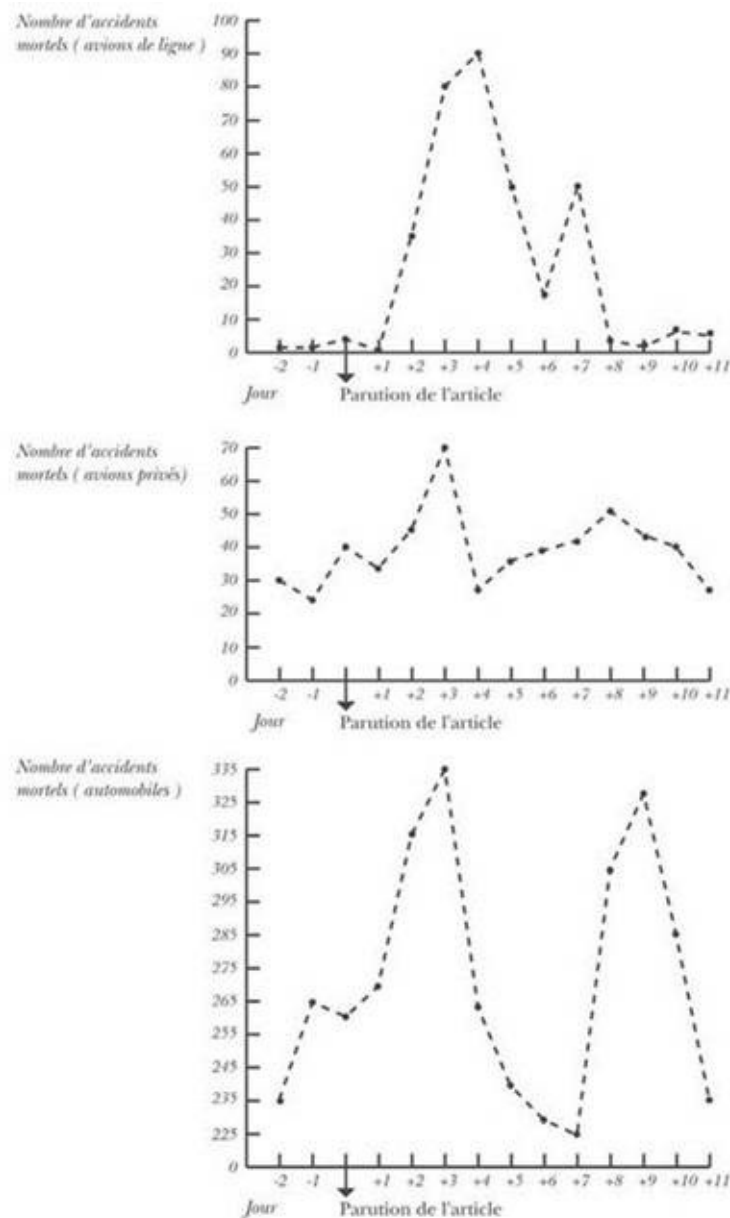 Nombre d'accidents
mortels ( avions de ligne )
100
90
80
70
60
50
40
30
20
10
0
-2 -1 +1 +2 +3 +4 +5 +6 +7 +8 +9 +10 +11
Jour Parution de l'article
Nombre d'accidents
mortels ( avions privés)
70
60
50
40
30
20
10
0
-2 -1 +1 +2 +3 +4 +5 +6 +7 +8 +9 +10 +11
Jour Parution de l'article
Nombre d'accidents
mortels ( automobiles )
335
325
315
305
295
285
275
265
255
245
235
225
0
-2 -1 +1 +2 +3 +4 +5 +6 +7 +8 +9 +10 +11
Jour Parution de l'article